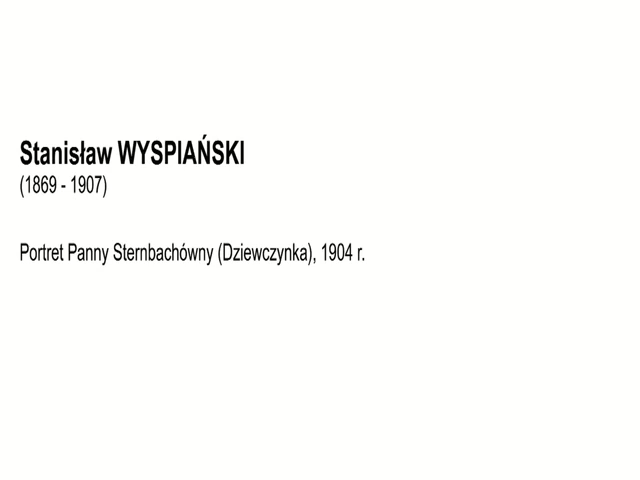 Stanisław WYSPIAŃSKI
(1869 - 1907)
Portret Panny Sternbachówny (Dziewczynka), 1904 r.